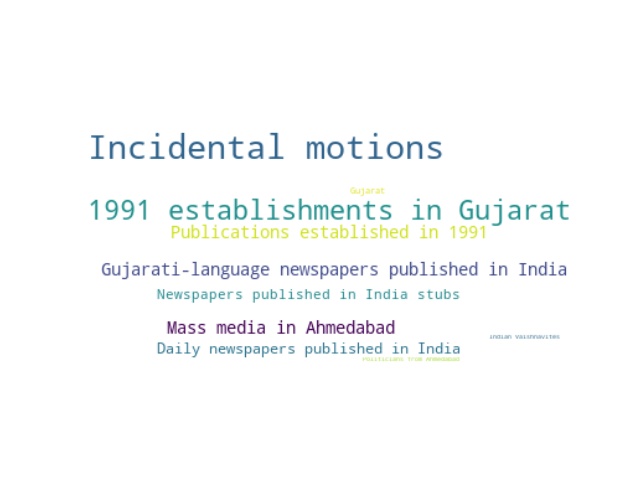 Incidental motions
Gujarat
1991 establishments in Gujarat
Publications established in 1991
Gujarati-language newspapers published in India
Newspapers published in India stubs
Mass media in Ahmedabad
Indian Vaishnavites
Daily newspapers published in India
Politicians from Ahmedabad